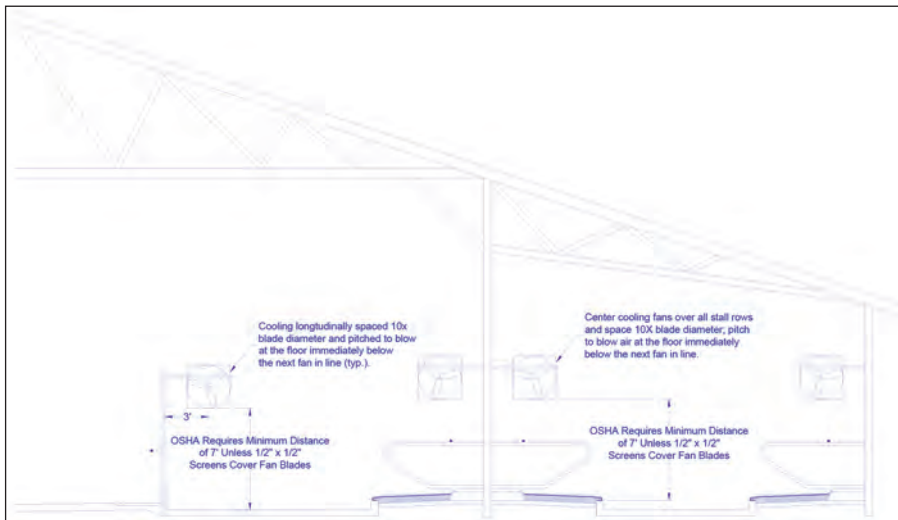 Cooling longtudinally spaced 10x
blade diameter and pitched to blow
at the floor immediately below
the next fan in line (typ.).
Center cooling fans over all stall rows
and space 10X blade diameter; pitch
to blow air at the floor immediately
below the next fan in line.
3'
OSHA Requires Minimum Distance
of 7' Unless 1/2" x 1/2"
Screens Cover Fan Blades
OSHA Requires Minimum Distance
of 7' Unless 1/2" x 1/2"
Screens Cover Fan Blades